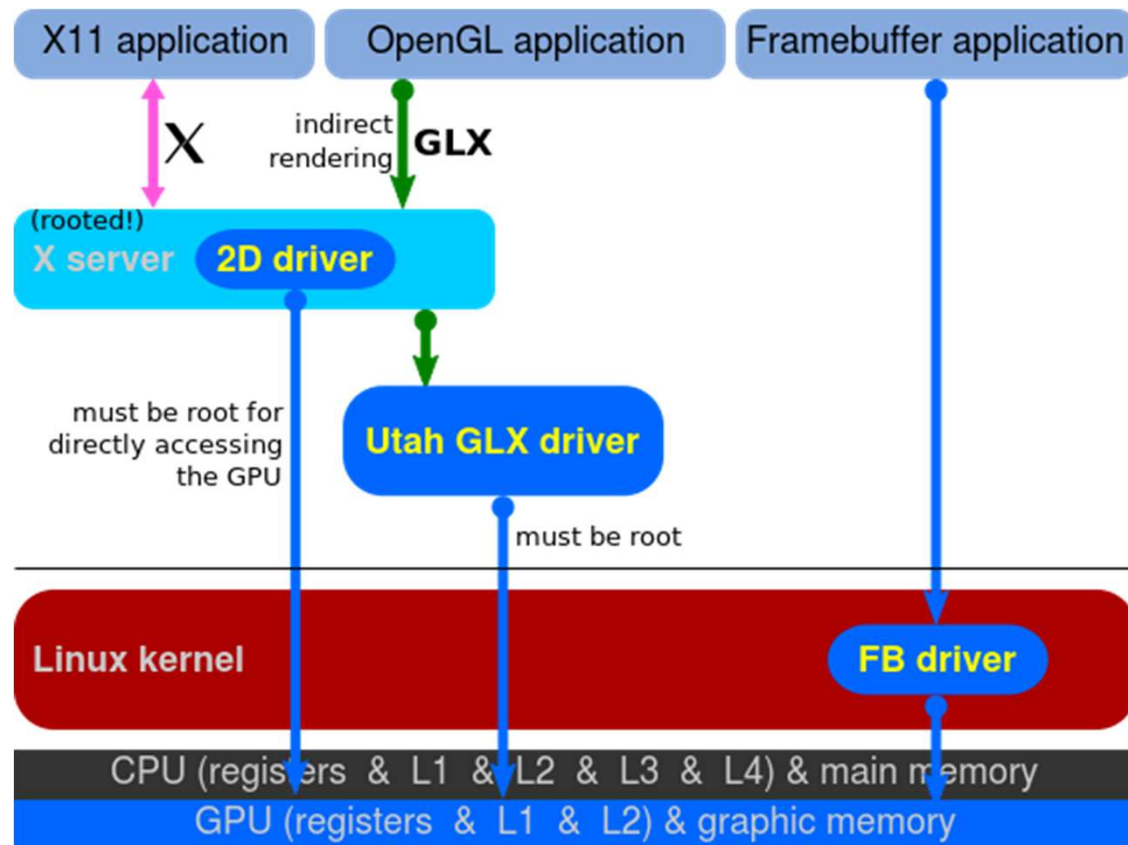 X11 application
OpenGL application
Framebuffer application
X
indirect
rendering
GLX
(rooted!)
X server
2D driver
must be root for
directly accessing
the GPU
Utah GLX driver
must be root
Linux kernel
FB driver
CPU (registers & L1 & L2 & L3 & L4) & main memory
GPU (registers & L1 & L2) & graphic memory